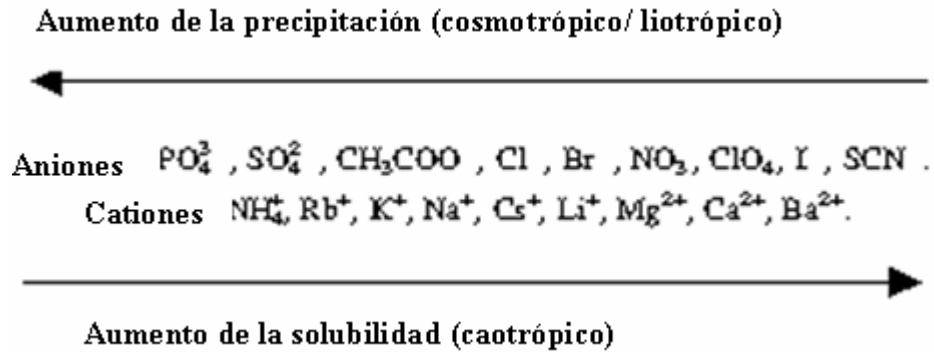 Aumento de la precipitación (cosmotrópico/ liotrópico)
Aniones PO₄³ , SO₄² , CH₃COO , Cl , Br , NO₃, ClO₄, I , SCN .
Cationes NH₄⁺, Rb⁺, K⁺, Na⁺, Cs⁺, Li⁺, Mg²⁺, Ca²⁺, Ba²⁺.
Aumento de la solubilidad (caotrópico)